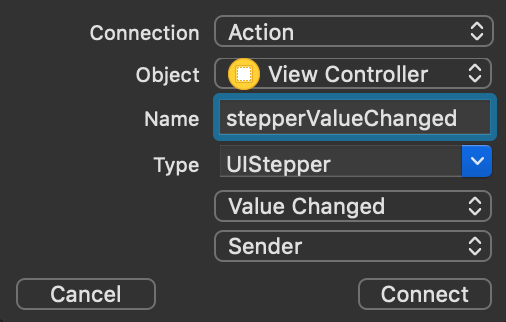 Connection Action
Object View Controller
Name stepperValueChanged
Type UIStepper
Value Changed
Sender
Cancel Connect